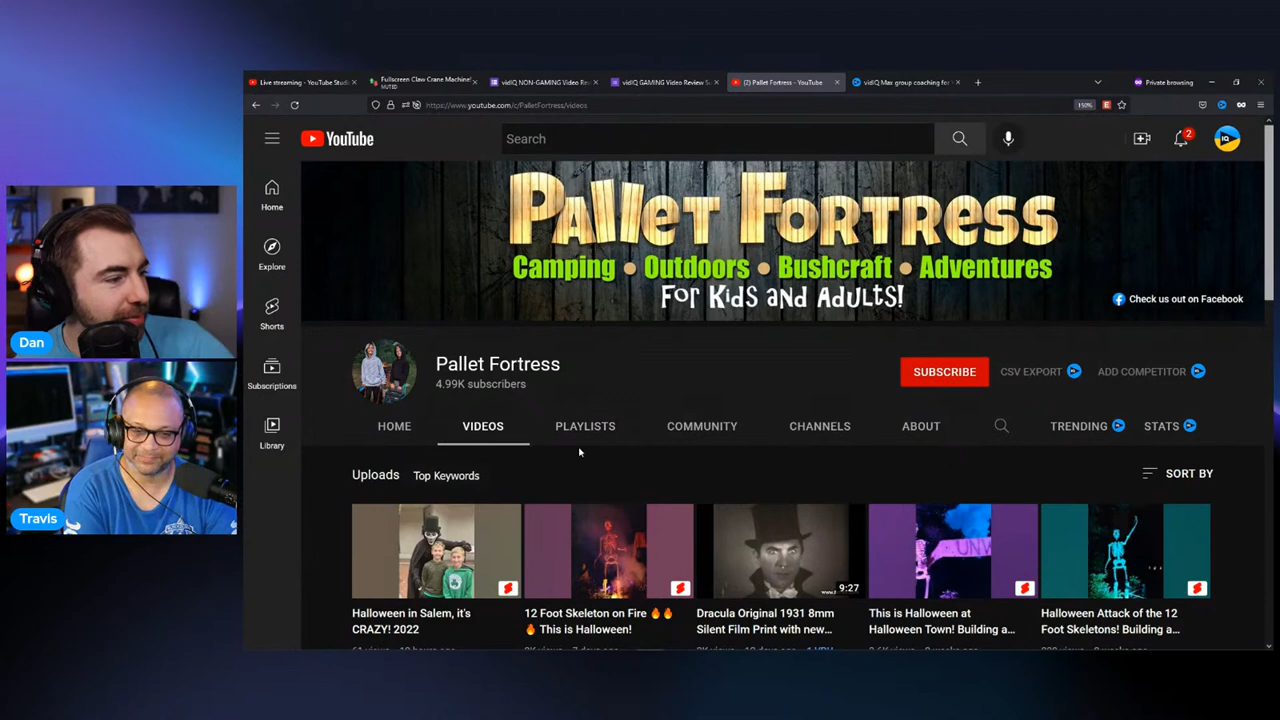 Live streaming - YouTube Studi
Fullscreen Claw Crane Machine!
MUTED
vidIQ NON-GAMING Video Re
vidIQ GAMING Video Review Su
(2) Pallet Fortress - YouTube
vidIQ Max group coaching for
Private browsing
https://www.youtube.com/c/PalletFortress/videos
150%
YouTube
Search
2
IQ
Home
Explore
Shorts
Subscriptions
Library
Pallet Fortress
Camping • Outdoors • Bushcraft • Adventures
For Kids and Adults!
Check us out on Facebook
Dan
Travis
Pallet Fortress
4.99K subscribers
SUBSCRIBE
CSV EXPORT
ADD COMPETITOR
HOME
VIDEOS
PLAYLISTS
COMMUNITY
CHANNELS
ABOUT
TRENDING
STATS
Uploads
Top Keywords
SORT BY
9:27
Halloween in Salem, it's
CRAZY! 2022
12 Foot Skeleton on Fire 🔥🔥
🔥 This is Halloween!
Dracula Original 1931 8mm
Silent Film Print with new...
This is Halloween at
Halloween Town! Building a...
Halloween Attack of the 12
Foot Skeletons! Building a...